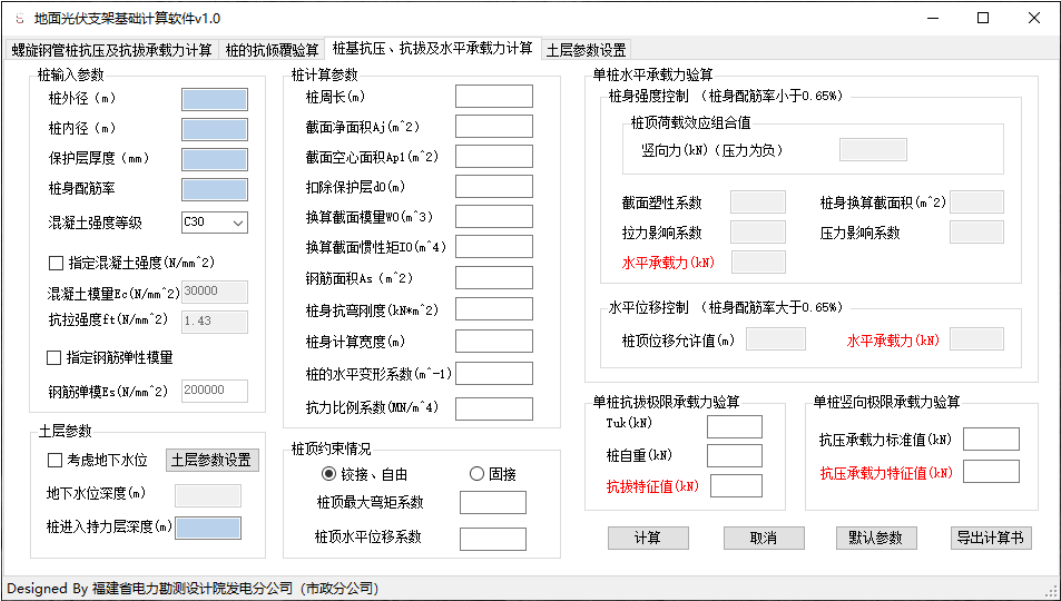 S 地面光伏支架基础计算软件v1.0
螺旋钢管桩抗压及抗拔承载力计算 桩的抗倾覆验算 桩基抗压、抗拔及水平承载力计算 土层参数设置
桩输入参数
桩外径（m）
桩内径（m）
保护层厚度（mm）
桩身配筋率
混凝土强度等级 C30
指定混凝土强度(N/mm^2)
混凝土模量Ec(N/mm^2) 30000
抗拉强度ft(N/mm^2) 1.43
指定钢筋弹性模量
钢筋弹模Es(N/mm^2) 200000
土层参数
考虑地下水位 土层参数设置
地下水位深度(m)
桩进入持力层深度(m)
桩计算参数
桩周长(m)
截面净面积Aj(m^2)
截面空心面积Ap1(m^2)
扣除保护层d0(m)
换算截面模量W0(m^3)
换算截面惯性矩I0(m^4)
钢筋面积As（m^2）
桩身抗弯刚度(kN*m^2)
桩身计算宽度(m)
桩的水平变形系数(m^-1)
抗力比例系数(MN/m^4)
桩顶约束情况
铰接、自由 固接
桩顶最大弯矩系数
桩顶水平位移系数
单桩水平承载力验算
桩身强度控制 （桩身配筋率小于0.65%）
桩顶荷载效应组合值
竖向力(kN)（压力为负）
截面塑性系数 桩身换算截面积(m^2)
拉力影响系数 压力影响系数
水平承载力(kN)
水平位移控制 （桩身配筋率大于0.65%）
桩顶位移允许值(m) 水平承载力(kN)
单桩抗拔极限承载力验算
Tuk(kN)
桩自重(kN)
抗拔特征值(kN)
单桩竖向极限承载力验算
抗压承载力标准值(kN)
抗压承载力特征值(kN)
计算 取消 默认参数 导出计算书
Designed By 福建省电力勘测设计院发电分公司（市政分公司）